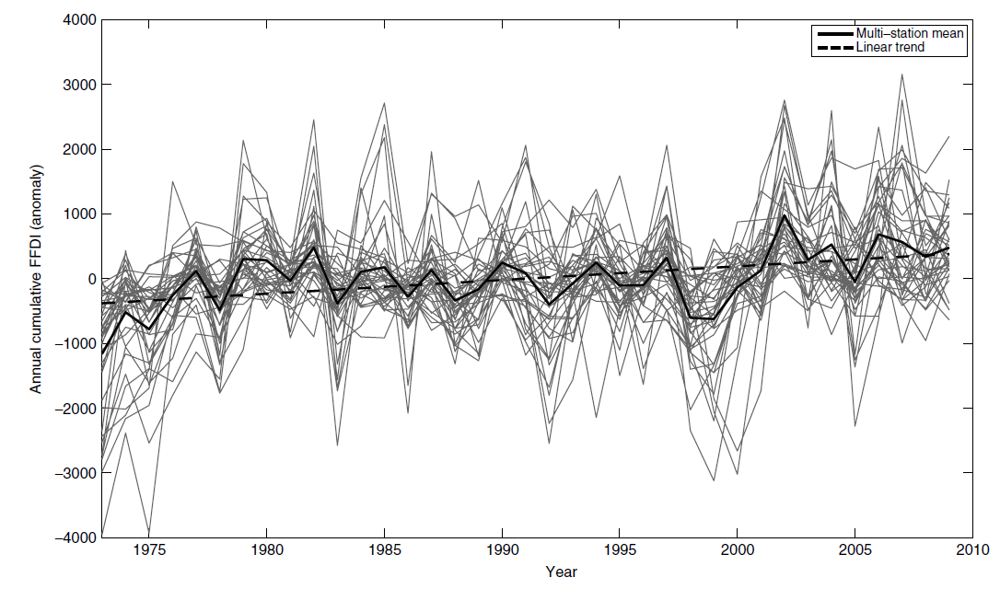 4000
3000
2000
1000
0
–1000
–2000
–3000
–4000
Annual cumulative FFDI (anomaly)
Multi–station mean
Linear trend
1975 1980 1985 1990 1995 2000 2005 2010
Year